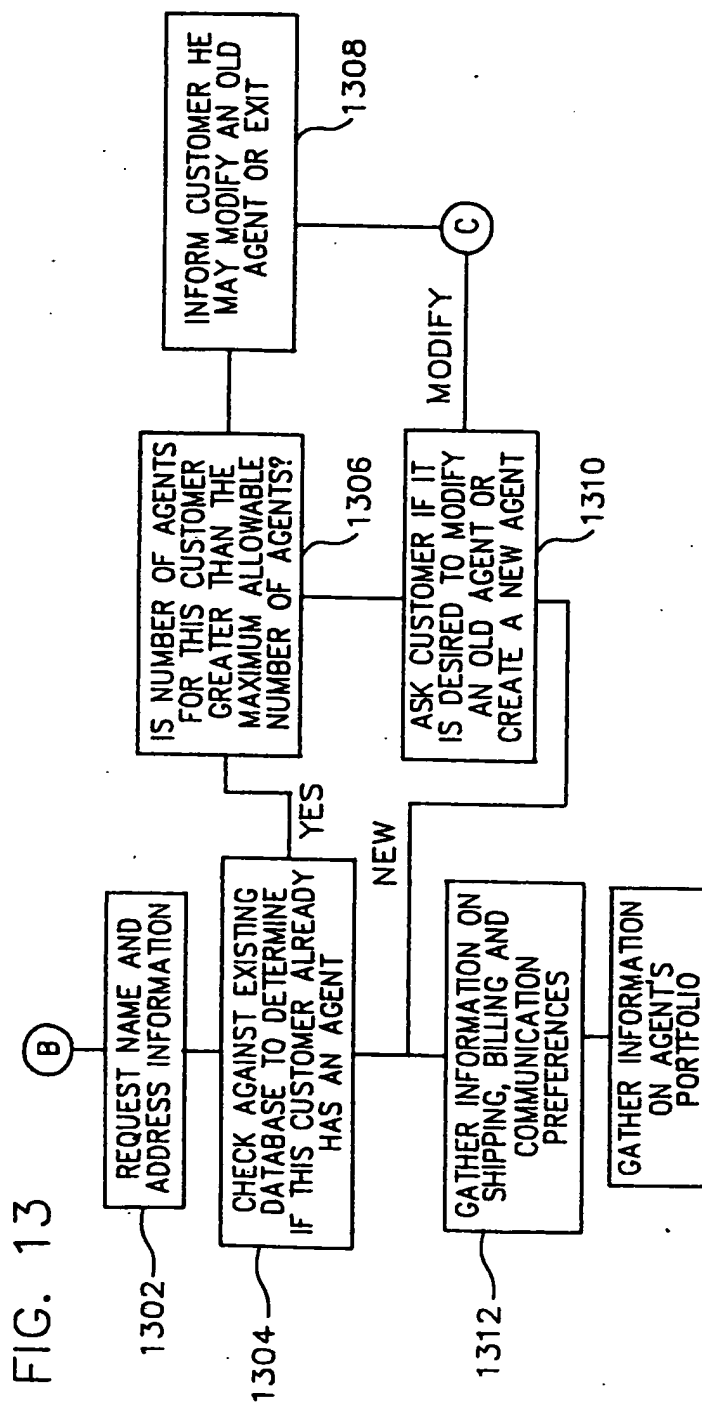 FIG. 13
B
REQUEST NAME AND
ADDRESS INFORMATION
1302
CHECK AGAINST EXISTING
DATABASE TO DETERMINE
IF THIS CUSTOMER ALREADY
HAS AN AGENT
1304
YES
IS NUMBER OF AGENTS
FOR THIS CUSTOMER
GREATER THAN THE
MAXIMUM ALLOWABLE
NUMBER OF AGENTS?
1306
INFORM CUSTOMER HE
MAY MODIFY AN OLD
AGENT OR EXIT
1308
ASK CUSTOMER IF IT
IS DESIRED TO MODIFY
AN OLD AGENT OR
CREATE A NEW AGENT
1310
MODIFY
C
NEW
GATHER INFORMATION ON
SHIPPING, BILLING AND
COMMUNICATION
PREFERENCES
1312
GATHER INFORMATION
ON AGENT'S
PORTFOLIO